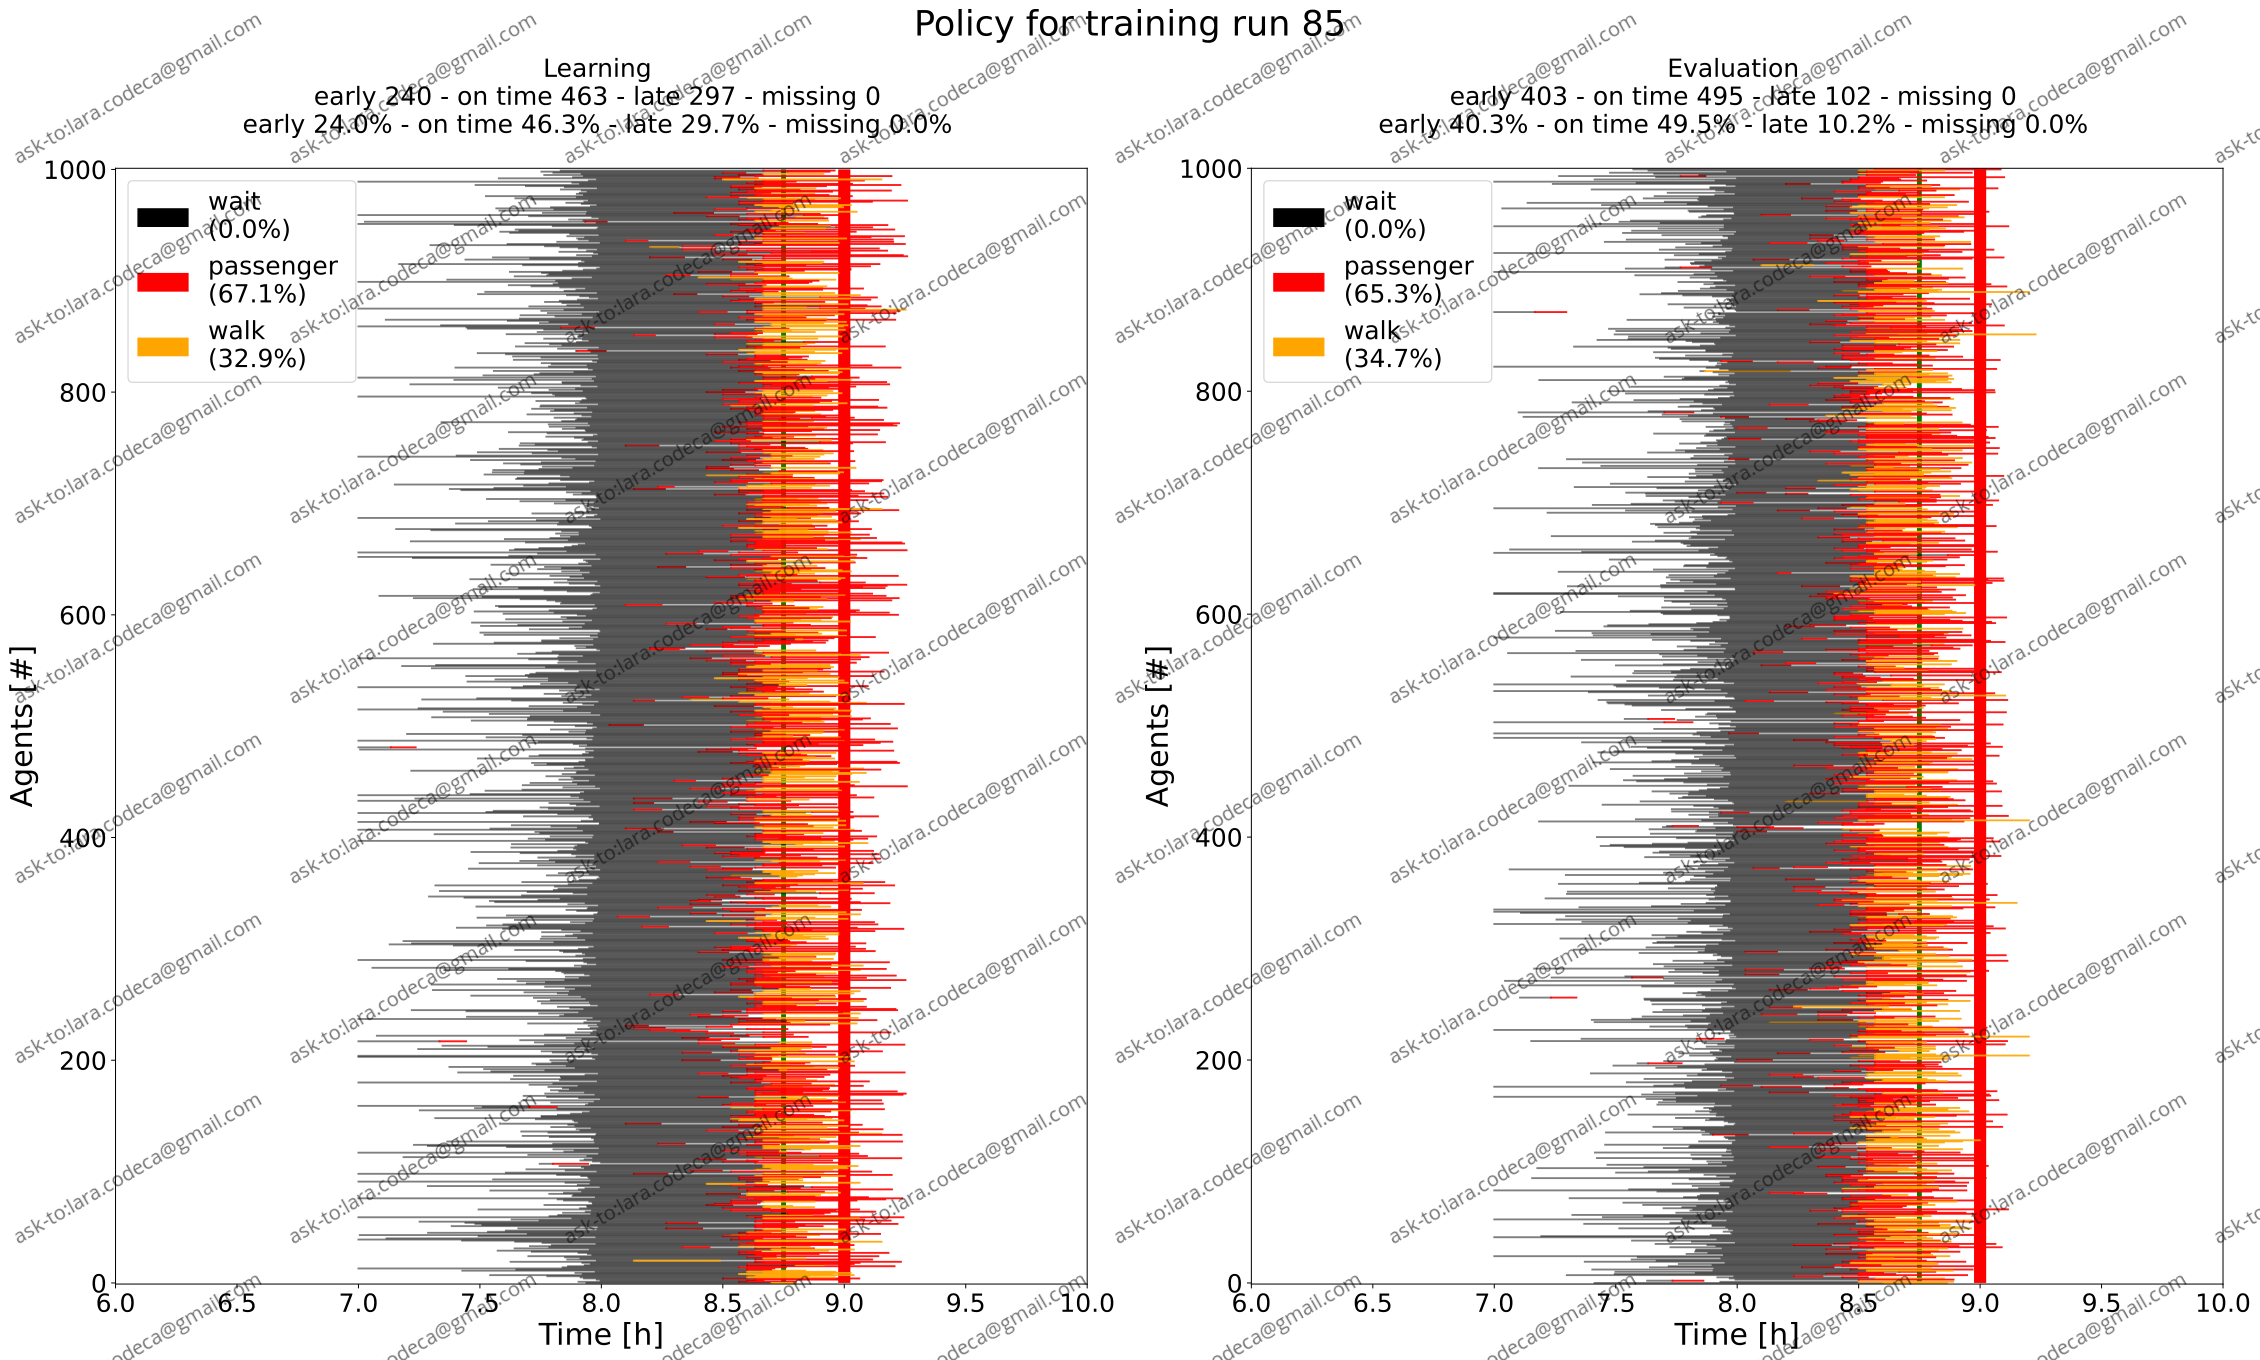 Policy for training run 85
Learning
early 240 - on time 463 - late 297 - missing 0
early 24.0% - on time 46.3% - late 29.7% - missing 0.0%
wait
(0.0%)
passenger
(67.1%)
walk
(32.9%)
Agents [#]
1000
800
600
400
200
0
6.0 6.5 7.0 7.5 8.0 8.5 9.0 9.5 10.0
Time [h]
Evaluation
early 403 - on time 495 - late 102 - missing 0
early 40.3% - on time 49.5% - late 10.2% - missing 0.0%
wait
(0.0%)
passenger
(65.3%)
walk
(34.7%)
Agents [#]
1000
800
600
400
200
0
6.0 6.5 7.0 7.5 8.0 8.5 9.0 9.5 10.0
Time [h]
ask-to:lara.codeca@gmail.com